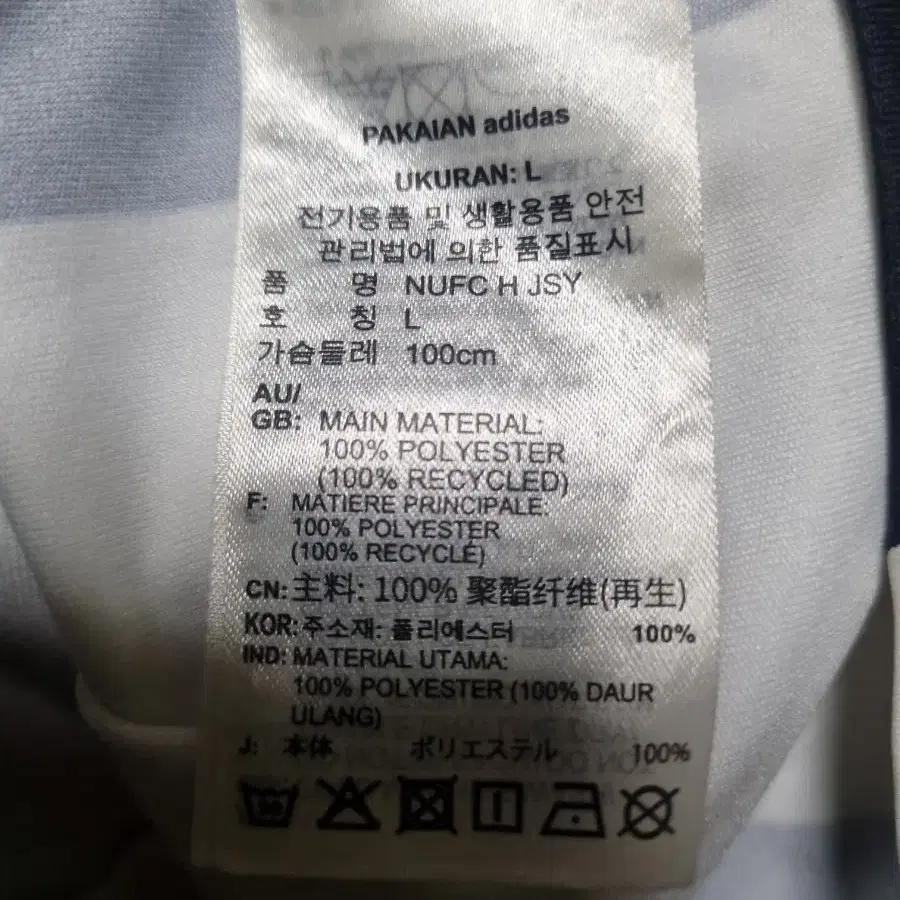 PAKAIAN adidas
UKURAN: L
전기용품 및 생활용품 안전
관리법에 의한 품질표시
품 명 NUFC H JSY
호 칭 L
가슴둘레 100cm
AU/
GB: MAIN MATERIAL:
100% POLYESTER
(100% RECYCLED)
F: MATIERE PRINCIPALE:
100% POLYESTER
(100% RECYCLÉ)
CN: 主料: 100% 聚酯纤维(再生)
KOR: 주소재: 폴리에스터 100%
IND: MATERIAL UTAMA:
100% POLYESTER (100% DAUR
ULANG)
J: 本体 ポリエステル 100%